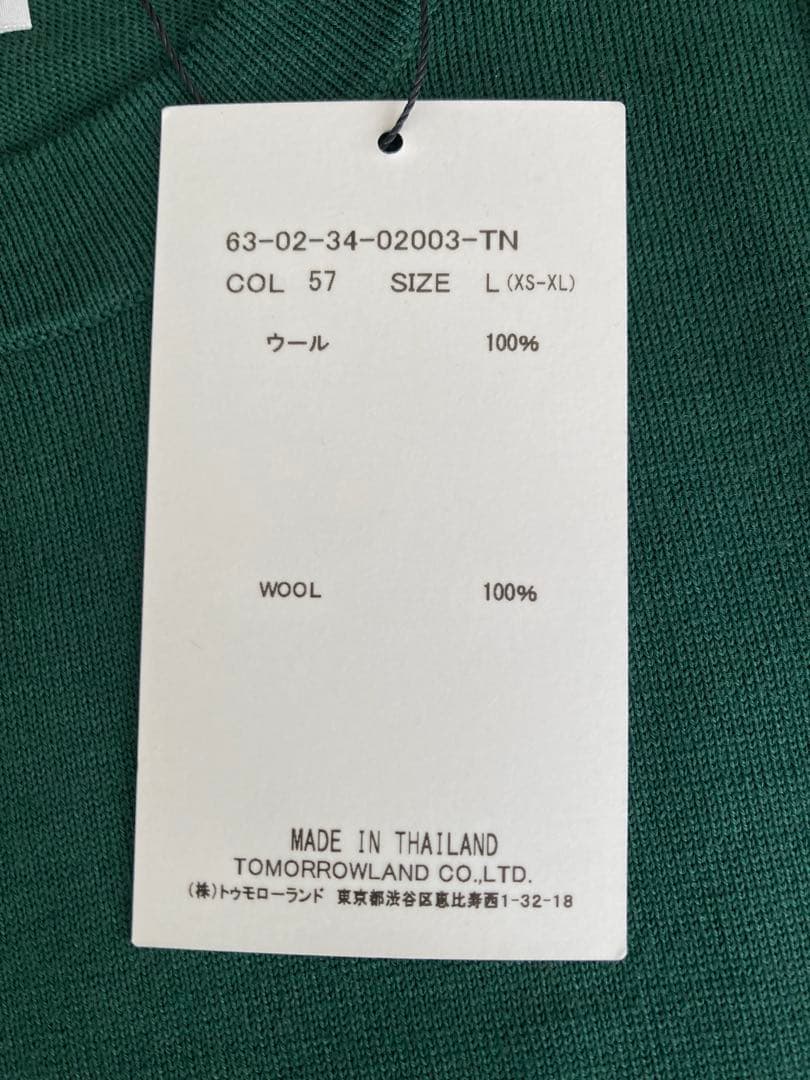 63-02-34-02003-TN
COL 57 SIZE L (XS-XL)
ウール 100%
WOOL 100%
MADE IN THAILAND
TOMORROWLAND CO.,LTD.
(株)トゥモローランド 東京都渋谷区恵比寿西1-32-18